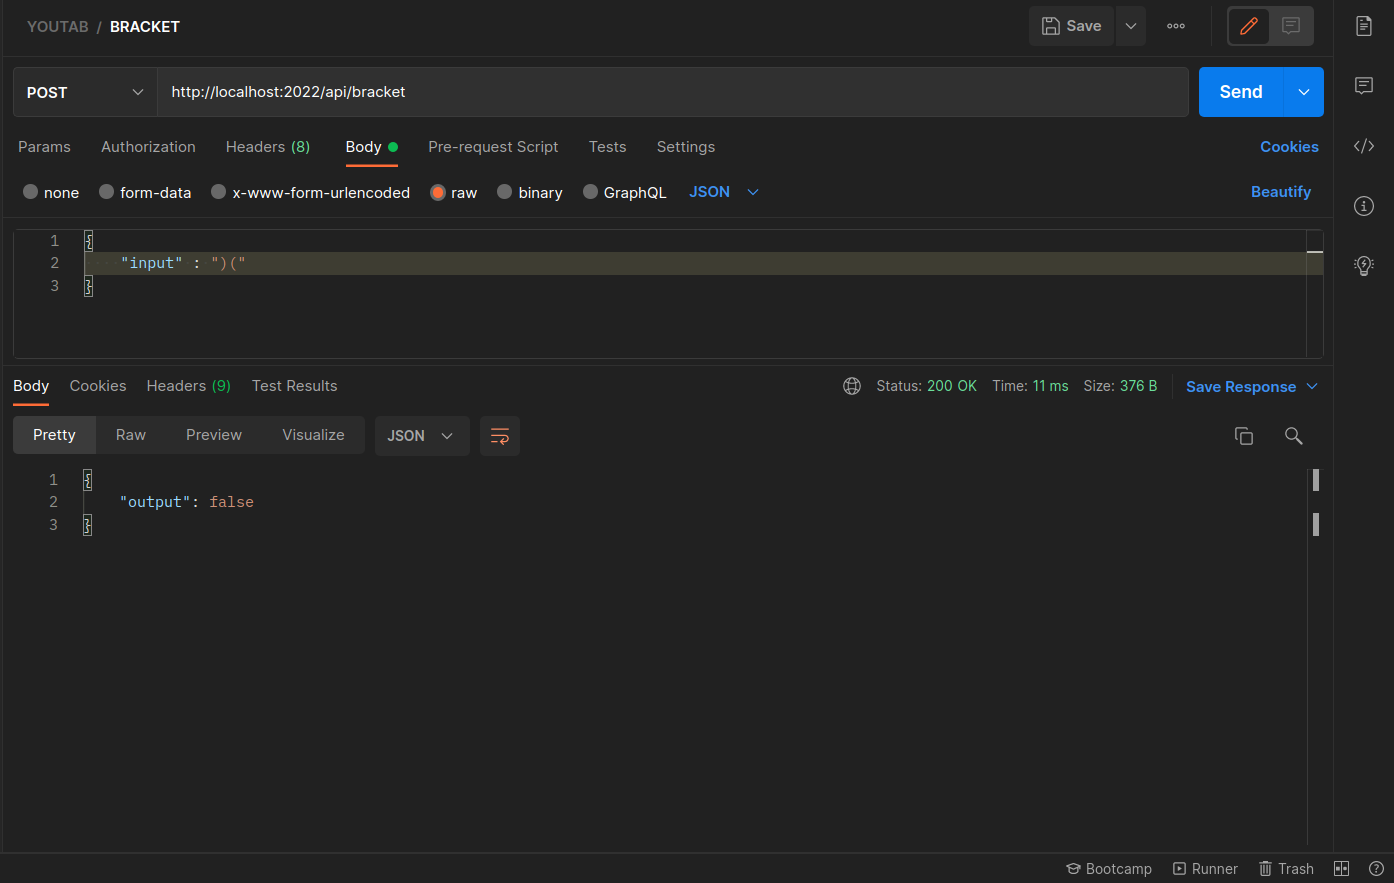 YOUTAB / BRACKET
Save
POST
http://localhost:2022/api/bracket
Send
Params Authorization Headers (8) Body Pre-request Script Tests Settings Cookies
none form-data x-www-form-urlencoded raw binary GraphQL JSON Beautify
1 {
2 "input" : ")("
3 }
Body Cookies Headers (9) Test Results Status: 200 OK Time: 11 ms Size: 376 B Save Response
Pretty Raw Preview Visualize JSON
1 {
2 "output": false
3 }
Bootcamp Runner Trash